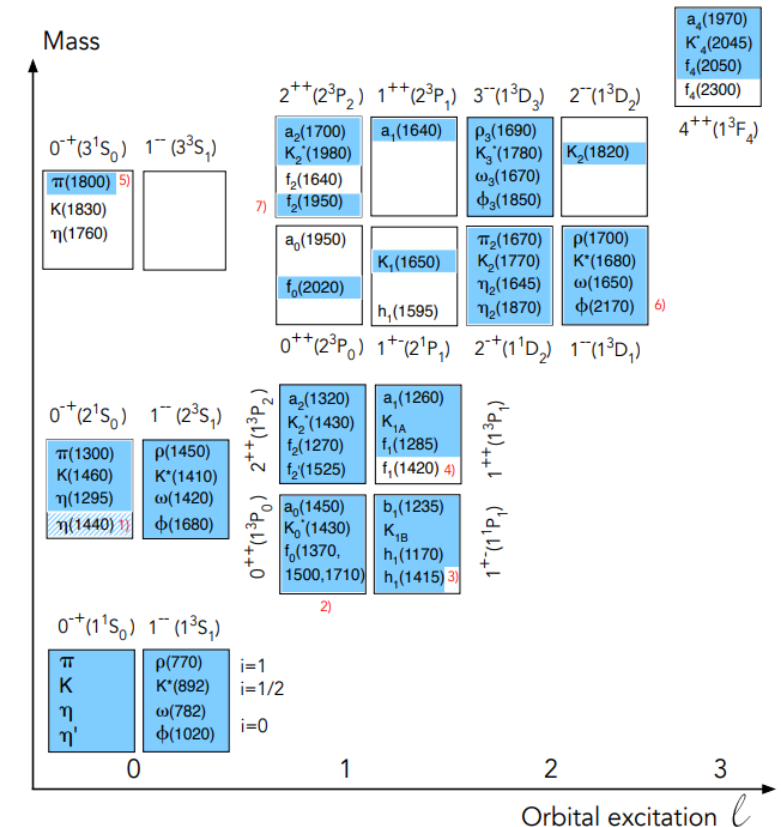 Mass
a₄(1970)
K*₄(2045)
f₄(2050)
f₄(2300)
4⁺⁺(1³F₄)
2⁺⁺(2³P₂) 1⁺⁺(2³P₁) 3⁻⁻(1³D₃) 2⁻⁻(1³D₂)
a₂(1700)
K₂*(1980)
f₂(1640)
7) f₂(1950)
a₁(1640)
ρ₃(1690)
K₃*(1780)
ω₃(1670)
ϕ₃(1850)
K₂(1820)
0⁻⁺(3¹S₀) 1⁻⁻(3³S₁)
π(1800) 5)
K(1830)
η(1760)
a₀(1950)
f₀(2020)
K₁(1650)
h₁(1595)
π₂(1670)
K₂(1770)
η₂(1645)
η₂(1870)
ρ(1700)
K*(1680)
ω(1650)
ϕ(2170) 6)
0⁺⁺(2³P₀) 1⁺⁻(2¹P₁) 2⁻⁺(1¹D₂) 1⁻⁻(1³D₁)
0⁻⁺(2¹S₀) 1⁻⁻(2³S₁)
π(1300)
K(1460)
η(1295)
η(1440) 1)
ρ(1450)
K*(1410)
ω(1420)
ϕ(1680)
2⁺⁺(1³P₂)
a₂(1320)
K₂*(1430)
f₂(1270)
f₂'(1525)
a₁(1260)
K₁A
f₁(1285)
f₁(1420) 4)
1⁺⁺(1³P₁)
0⁺⁺(1³P₀)
a₀(1450)
K₀*(1430)
f₀(1370,
1500,1710)
2)
b₁(1235)
K₁B
h₁(1170)
h₁(1415) 3)
1⁺⁻(1¹P₁)
0⁻⁺(1¹S₀) 1⁻⁻(1³S₁)
π
K
η
η'
ρ(770) i=1
K*(892) i=1/2
ω(782)
ϕ(1020) i=0
0 1 2 3
Orbital excitation ℓ